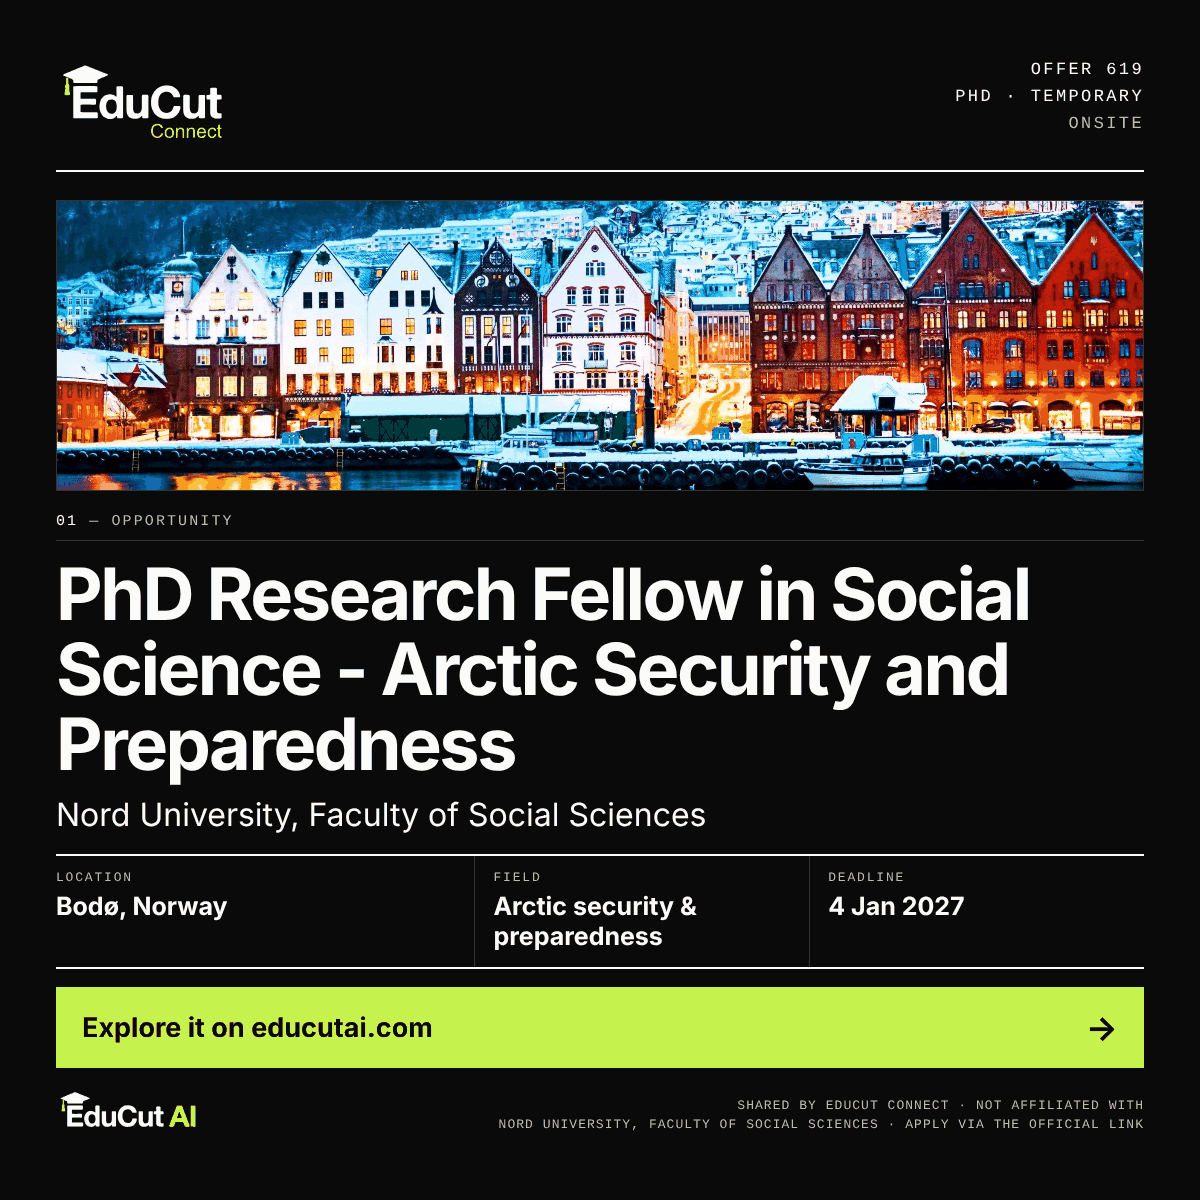 EduCut
Connect
OFFER 619
PHD · TEMPORARY
ONSITE
01 — OPPORTUNITY
PhD Research Fellow in Social
Science - Arctic Security and
Preparedness
Nord University, Faculty of Social Sciences
LOCATION
Bodø, Norway
FIELD
Arctic security &
preparedness
DEADLINE
4 Jan 2027
Explore it on educutai.com →
EduCut AI
SHARED BY EDUCUT CONNECT · NOT AFFILIATED WITH
NORD UNIVERSITY, FACULTY OF SOCIAL SCIENCES · APPLY VIA THE OFFICIAL LINK